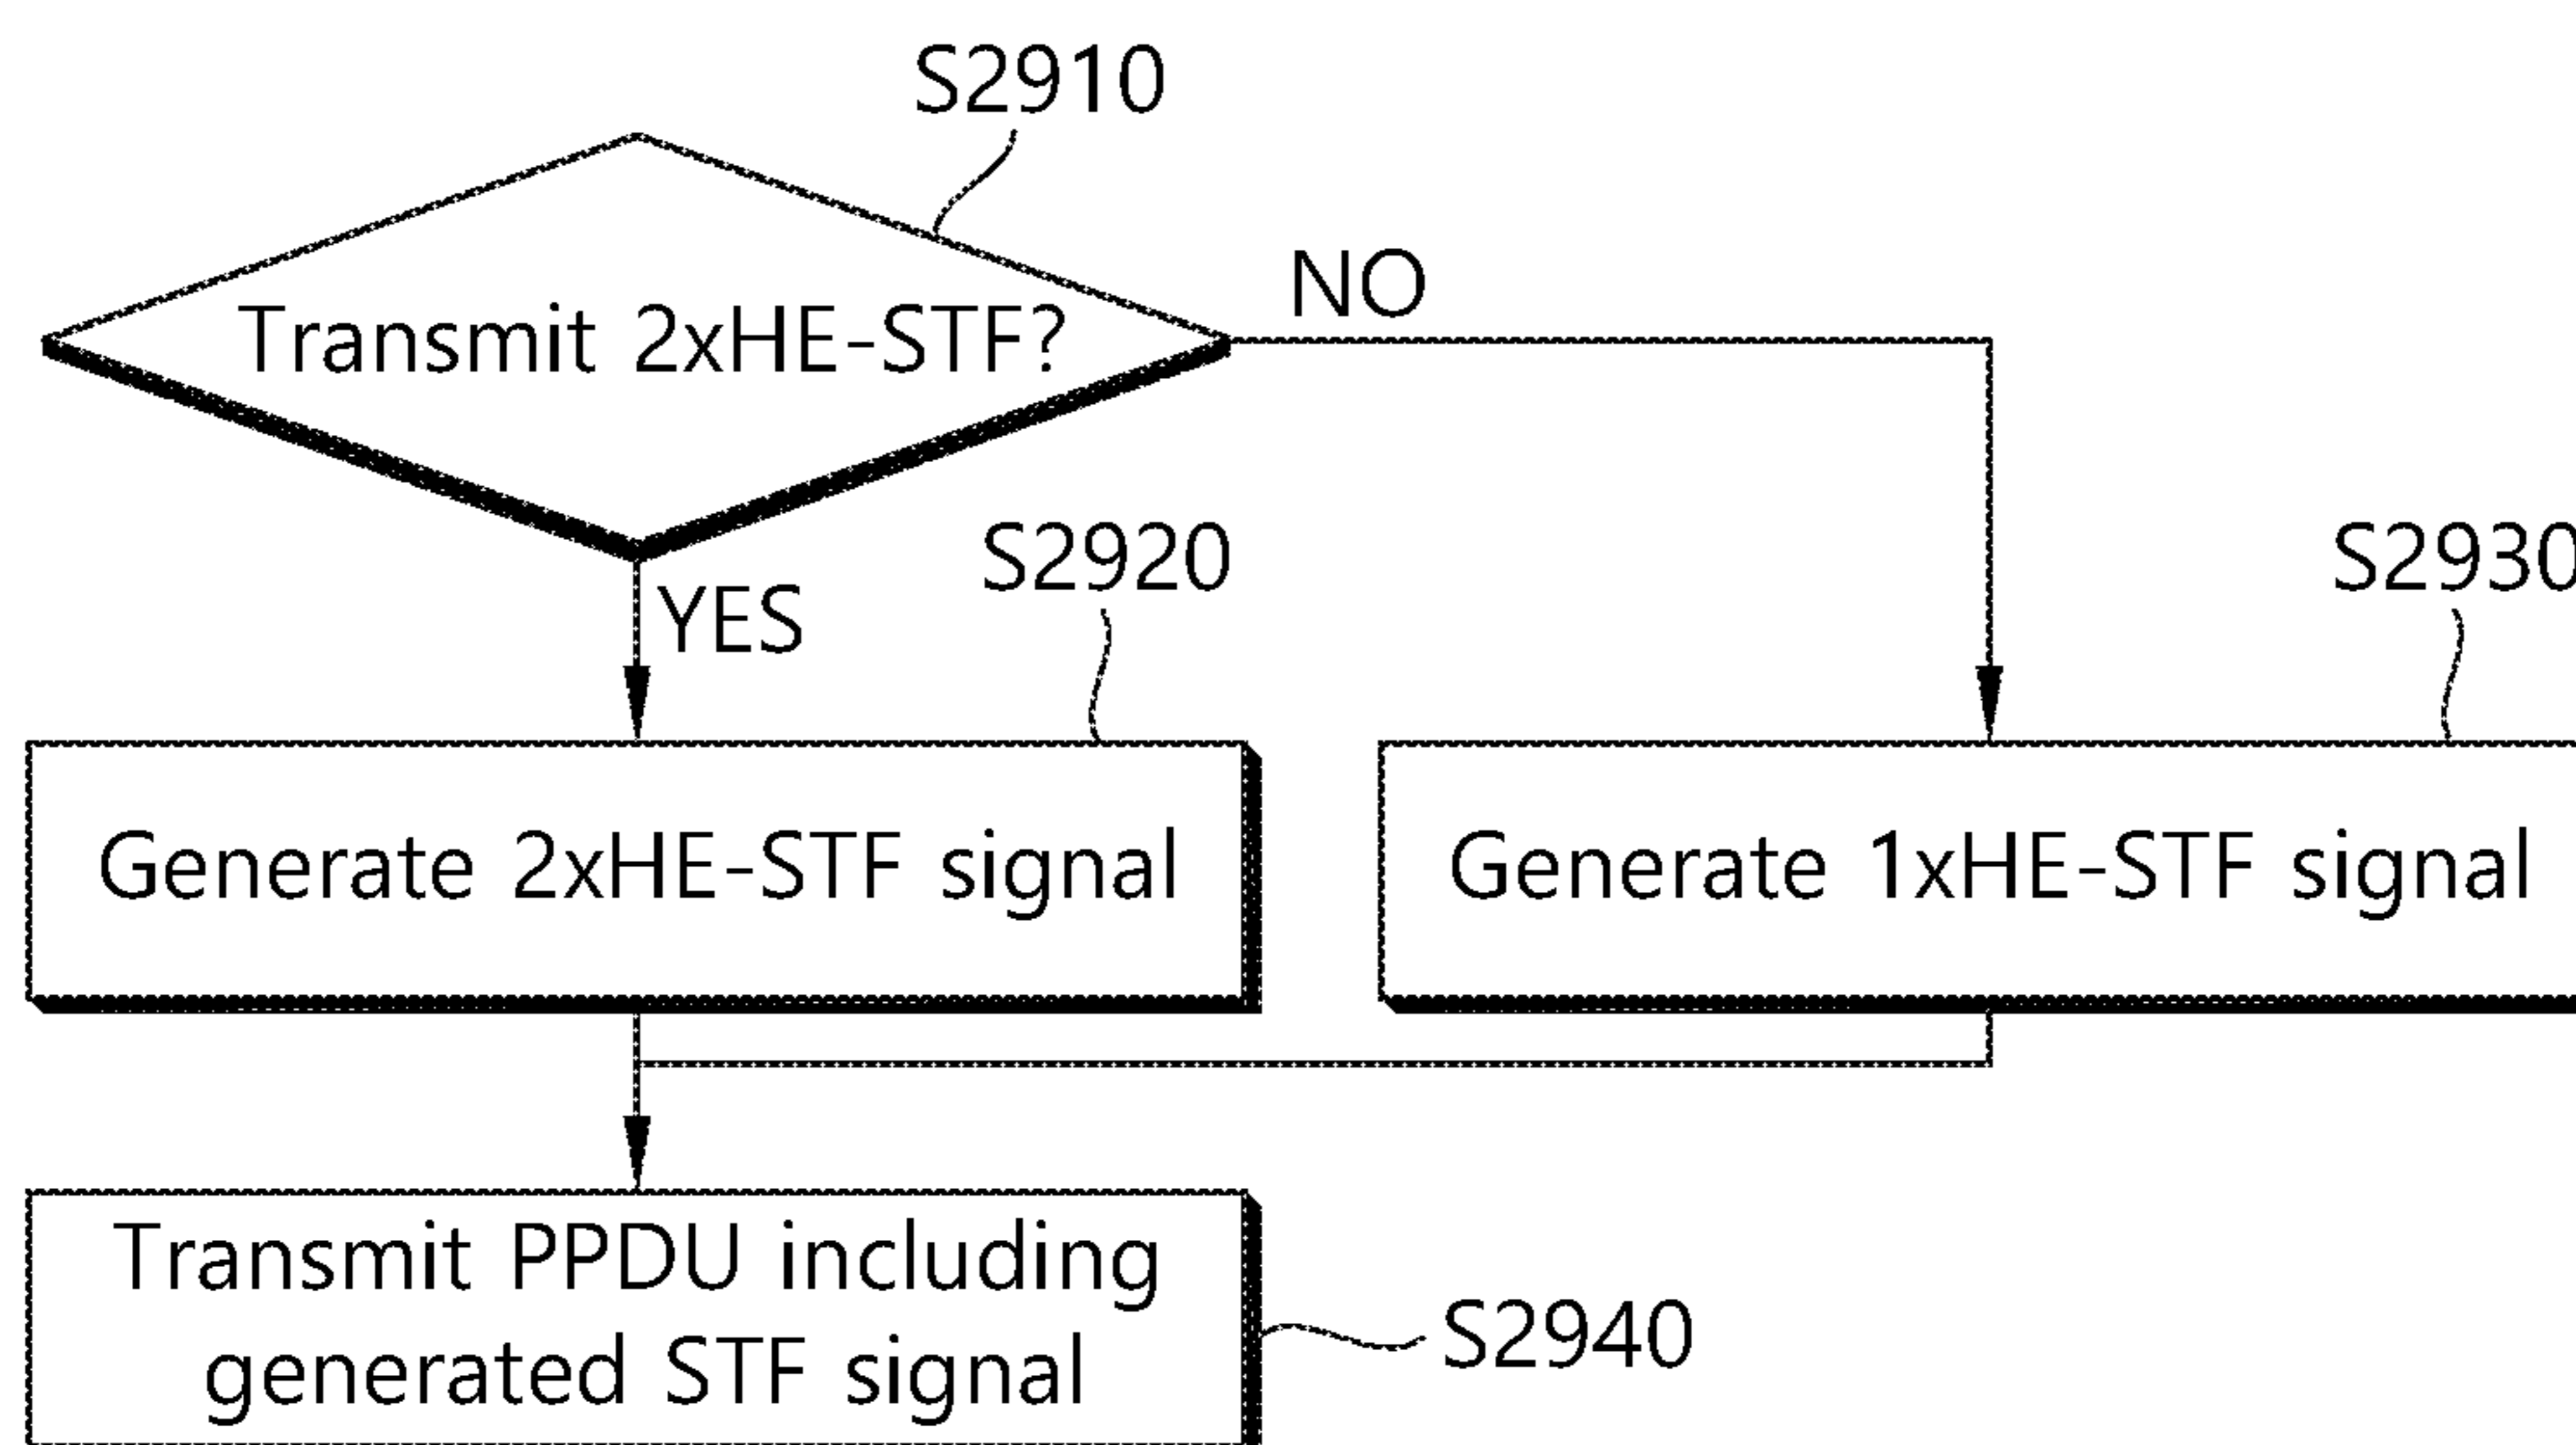 S2910
Transmit 2xHE-STF?
NO
YES
S2920
S2930
Generate 2xHE-STF signal
Generate 1xHE-STF signal
Transmit PPDU including
generated STF signal
S2940